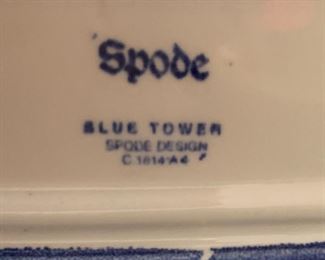 Spode
BLUE TOWER
SPODE DESIGN
C.1814 A4